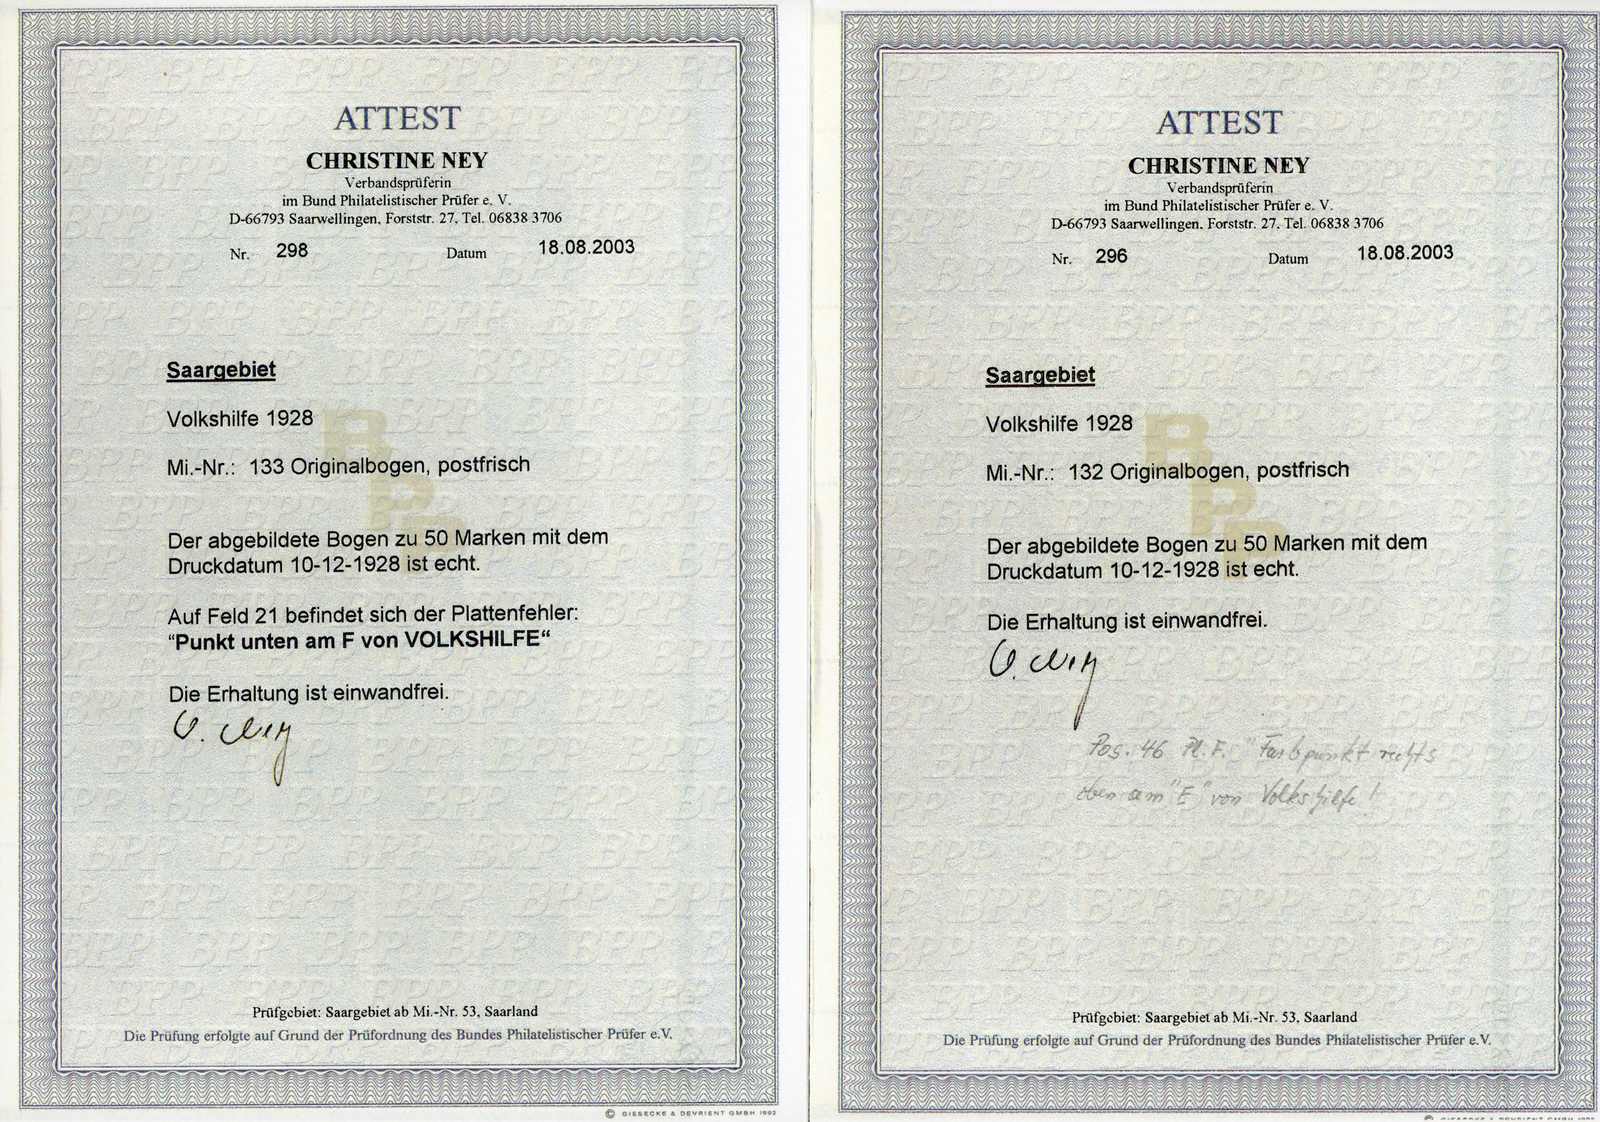 ATTEST
CHRISTINE NEY
Verbandsprüferin
im Bund Philatelistischer Prüfer e. V.
D-66793 Saarwellingen, Forststr. 27, Tel. 06838 3706
Nr. 298 Datum 18.08.2003
Saargebiet
Volkshilfe 1928
Mi.-Nr.: 133 Originalbogen, postfrisch
Der abgebildete Bogen zu 50 Marken mit dem
Druckdatum 10-12-1928 ist echt.
Auf Feld 21 befindet sich der Plattenfehler:
“Punkt unten am F von VOLKSHILFE“
Die Erhaltung ist einwandfrei.
C. Ney
Prüfgebiet: Saargebiet ab Mi.-Nr. 53, Saarland
Die Prüfung erfolgte auf Grund der Prüfordnung des Bundes Philatelistischer Prüfer e.V.
© GIESECKE & DEVRIENT GMBH 1992
ATTEST
CHRISTINE NEY
Verbandsprüferin
im Bund Philatelistischer Prüfer e. V.
D-66793 Saarwellingen, Forststr. 27, Tel. 06838 3706
Nr. 296 Datum 18.08.2003
Saargebiet
Volkshilfe 1928
Mi.-Nr.: 132 Originalbogen, postfrisch
Der abgebildete Bogen zu 50 Marken mit dem
Druckdatum 10-12-1928 ist echt.
Die Erhaltung ist einwandfrei.
C. Ney
Pos. 46 Pl.F. "Farbpunkt rechts
oben am "E" von Volkshilfe!
Prüfgebiet: Saargebiet ab Mi.-Nr. 53, Saarland
Die Prüfung erfolgte auf Grund der Prüfordnung des Bundes Philatelistischer Prüfer e.V.